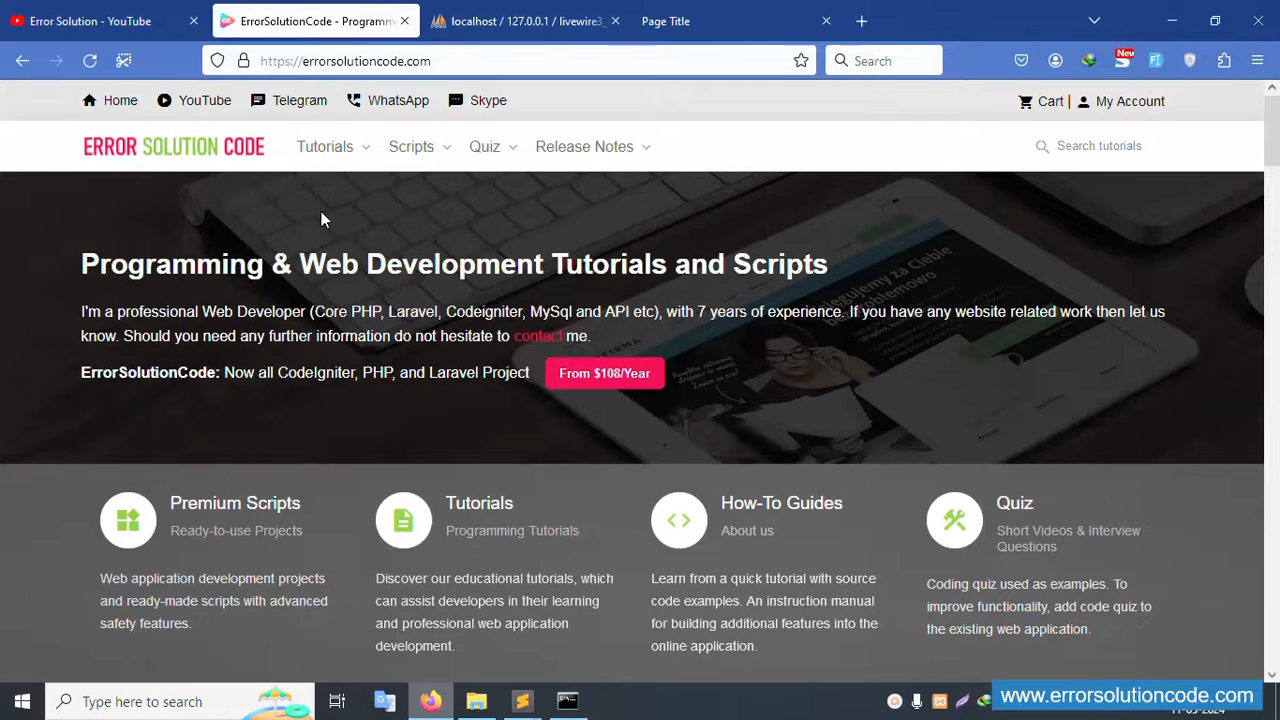 Error Solution - YouTube
ErrorSolutionCode - Programm
localhost / 127.0.0.1 / livewire3_
Page Title
https://errorsolutioncode.com
Search
New
Home
YouTube
Telegram
WhatsApp
Skype
Cart |
My Account
ERROR SOLUTION CODE
Tutorials
Scripts
Quiz
Release Notes
Search tutorials
Programming & Web Development Tutorials and Scripts
I'm a professional Web Developer (Core PHP, Laravel, Codeigniter, MySql and API etc), with 7 years of experience. If you have any website related work then let us
know. Should you need any further information do not hesitate to contact me.
ErrorSolutionCode: Now all CodeIgniter, PHP, and Laravel Project
From $108/Year
Premium Scripts
Ready-to-use Projects
Web application development projects
and ready-made scripts with advanced
safety features.
Tutorials
Programming Tutorials
Discover our educational tutorials, which
can assist developers in their learning
and professional web application
development.
How-To Guides
About us
Learn from a quick tutorial with source
code examples. An instruction manual
for building additional features into the
online application.
Quiz
Short Videos & Interview
Questions
Coding quiz used as examples. To
improve functionality, add code quiz to
the existing web application.
Type here to search
www.errorsolutioncode.com